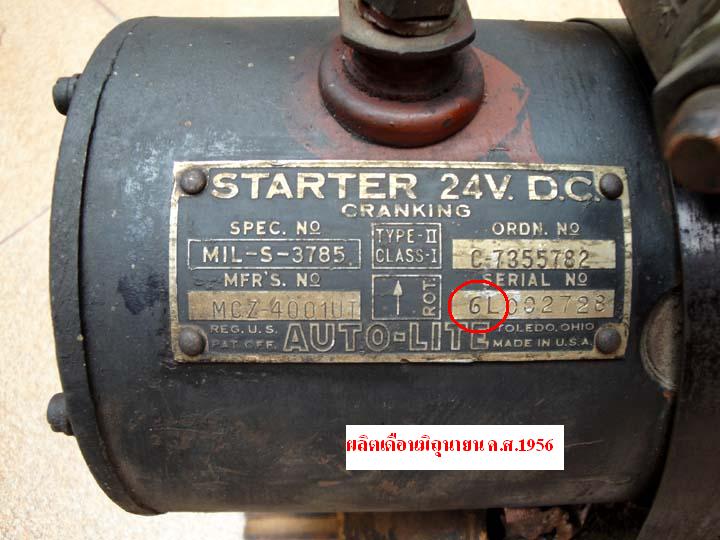 STARTER 24V. D.C.
CRANKING
SPEC. Nº
MIL-S-3785
TYPE-II
CLASS-I
ORDN. Nº
C-7355782
MFR'S. Nº
MCZ-4001UT
ROT.
SERIAL Nº
6L002728
REG. U.S.
PAT. OFF.
AUTO-LITE
TOLEDO, OHIO
MADE IN U.S.A.
ผลิตเดือนมิถุนายน ค.ศ.1956